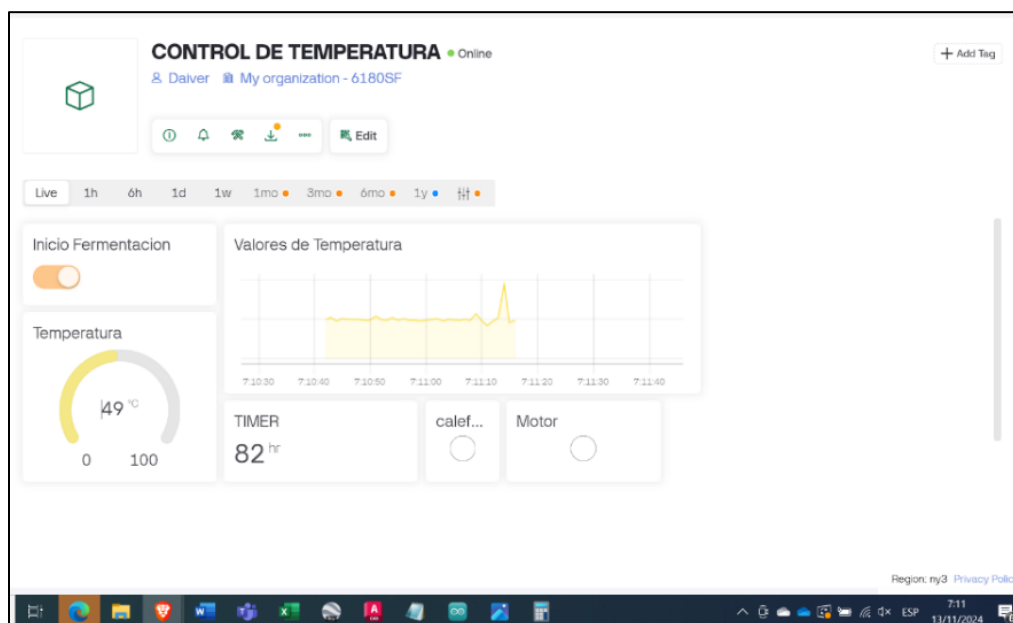 CONTROL DE TEMPERATURA • Online
Daiver My organization - 6180SF
+ Add Tag
Edit
Live 1h 6h 1d 1w 1mo 3mo 6mo 1y
Inicio Fermentacion
Valores de Temperatura
7:10:30 7:10:40 7:10:50 7:11:00 7:11:10 7:11:20 7:11:30 7:11:40
Temperatura
49 °C
0 100
TIMER
82 hr
calef...
Motor
Region: ny3 Privacy Polic
ESP
7:11
13/11/2024